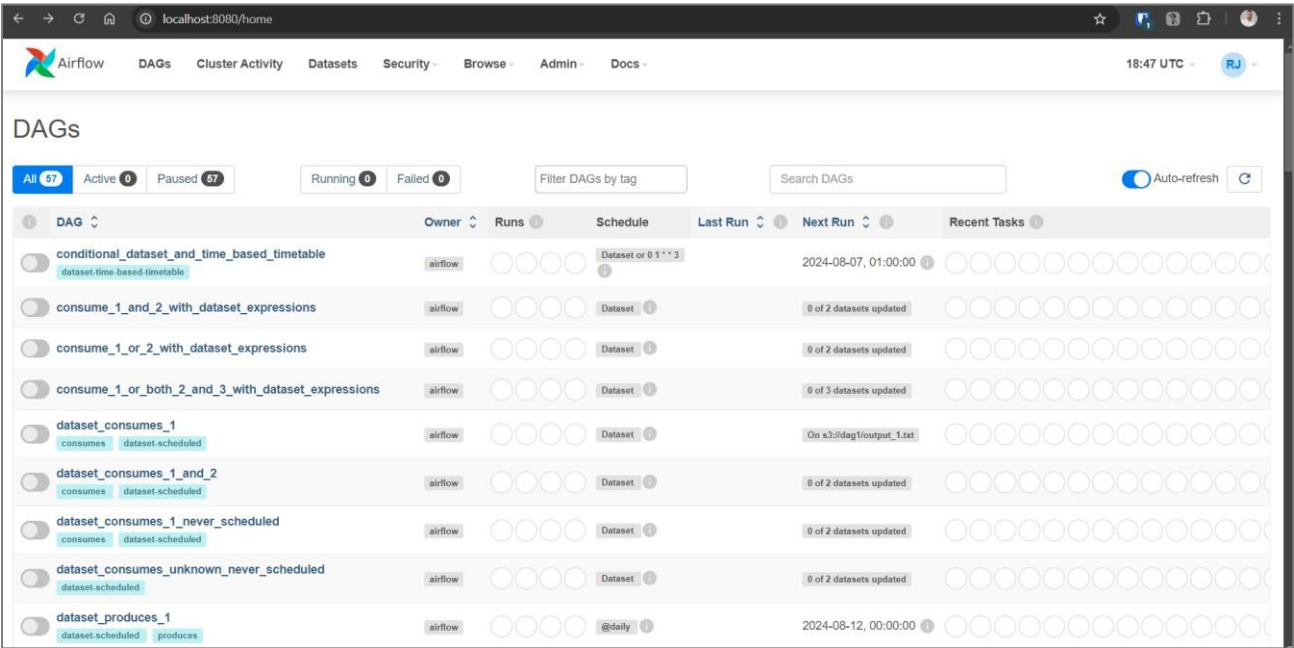 localhost:8080/home
Airflow DAGs Cluster Activity Datasets Security Browse Admin Docs 18:47 UTC RJ
DAGs
All 57 Active 0 Paused 57 Running 0 Failed 0 Filter DAGs by tag Search DAGs Auto-refresh
DAG Owner Runs Schedule Last Run Next Run Recent Tasks
conditional_dataset_and_time_based_timetable airflow Dataset or 0 1 * * 3 2024-08-07, 01:00:00
dataset-time-based-timetable
consume_1_and_2_with_dataset_expressions airflow Dataset 0 of 2 datasets updated
consume_1_or_2_with_dataset_expressions airflow Dataset 0 of 2 datasets updated
consume_1_or_both_2_and_3_with_dataset_expressions airflow Dataset 0 of 3 datasets updated
dataset_consumes_1 airflow Dataset On s3://dag1/output_1.txt
consumes dataset-scheduled
dataset_consumes_1_and_2 airflow Dataset 0 of 2 datasets updated
consumes dataset-scheduled
dataset_consumes_1_never_scheduled airflow Dataset 0 of 2 datasets updated
consumes dataset-scheduled
dataset_consumes_unknown_never_scheduled airflow Dataset 0 of 2 datasets updated
dataset-scheduled
dataset_produces_1 airflow @daily 2024-08-12, 00:00:00
dataset-scheduled produces